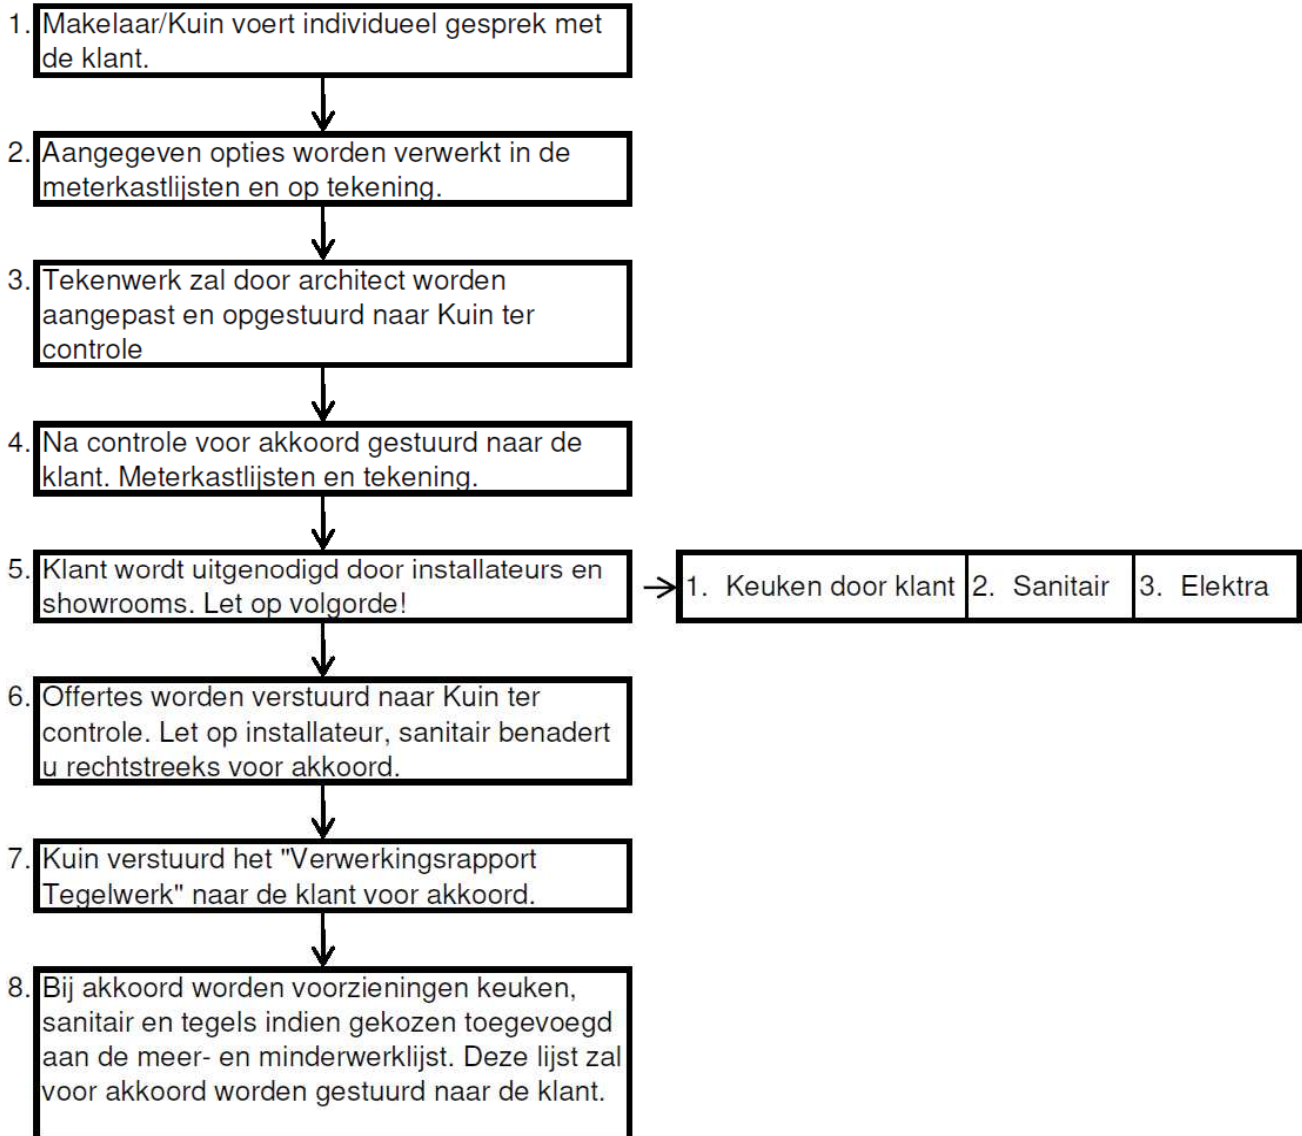 1. Makelaar/Kuin voert individueel gesprek met
de klant.
2. Aangegeven opties worden verwerkt in de
meterkastlijsten en op tekening.
3. Tekenwerk zal door architect worden
aangepast en opgestuurd naar Kuin ter
controle
4. Na controle voor akkoord gestuurd naar de
klant. Meterkastlijsten en tekening.
5. Klant wordt uitgenodigd door installateurs en
showrooms. Let op volgorde!
1. Keuken door klant 2. Sanitair 3. Elektra
6. Offertes worden verstuurd naar Kuin ter
controle. Let op installateur, sanitair benadert
u rechtstreeks voor akkoord.
7. Kuin verstuurd het "Verwerkingsrapport
Tegelwerk" naar de klant voor akkoord.
8. Bij akkoord worden voorzieningen keuken,
sanitair en tegels indien gekozen toegevoegd
aan de meer- en minderwerklijst. Deze lijst zal
voor akkoord worden gestuurd naar de klant.